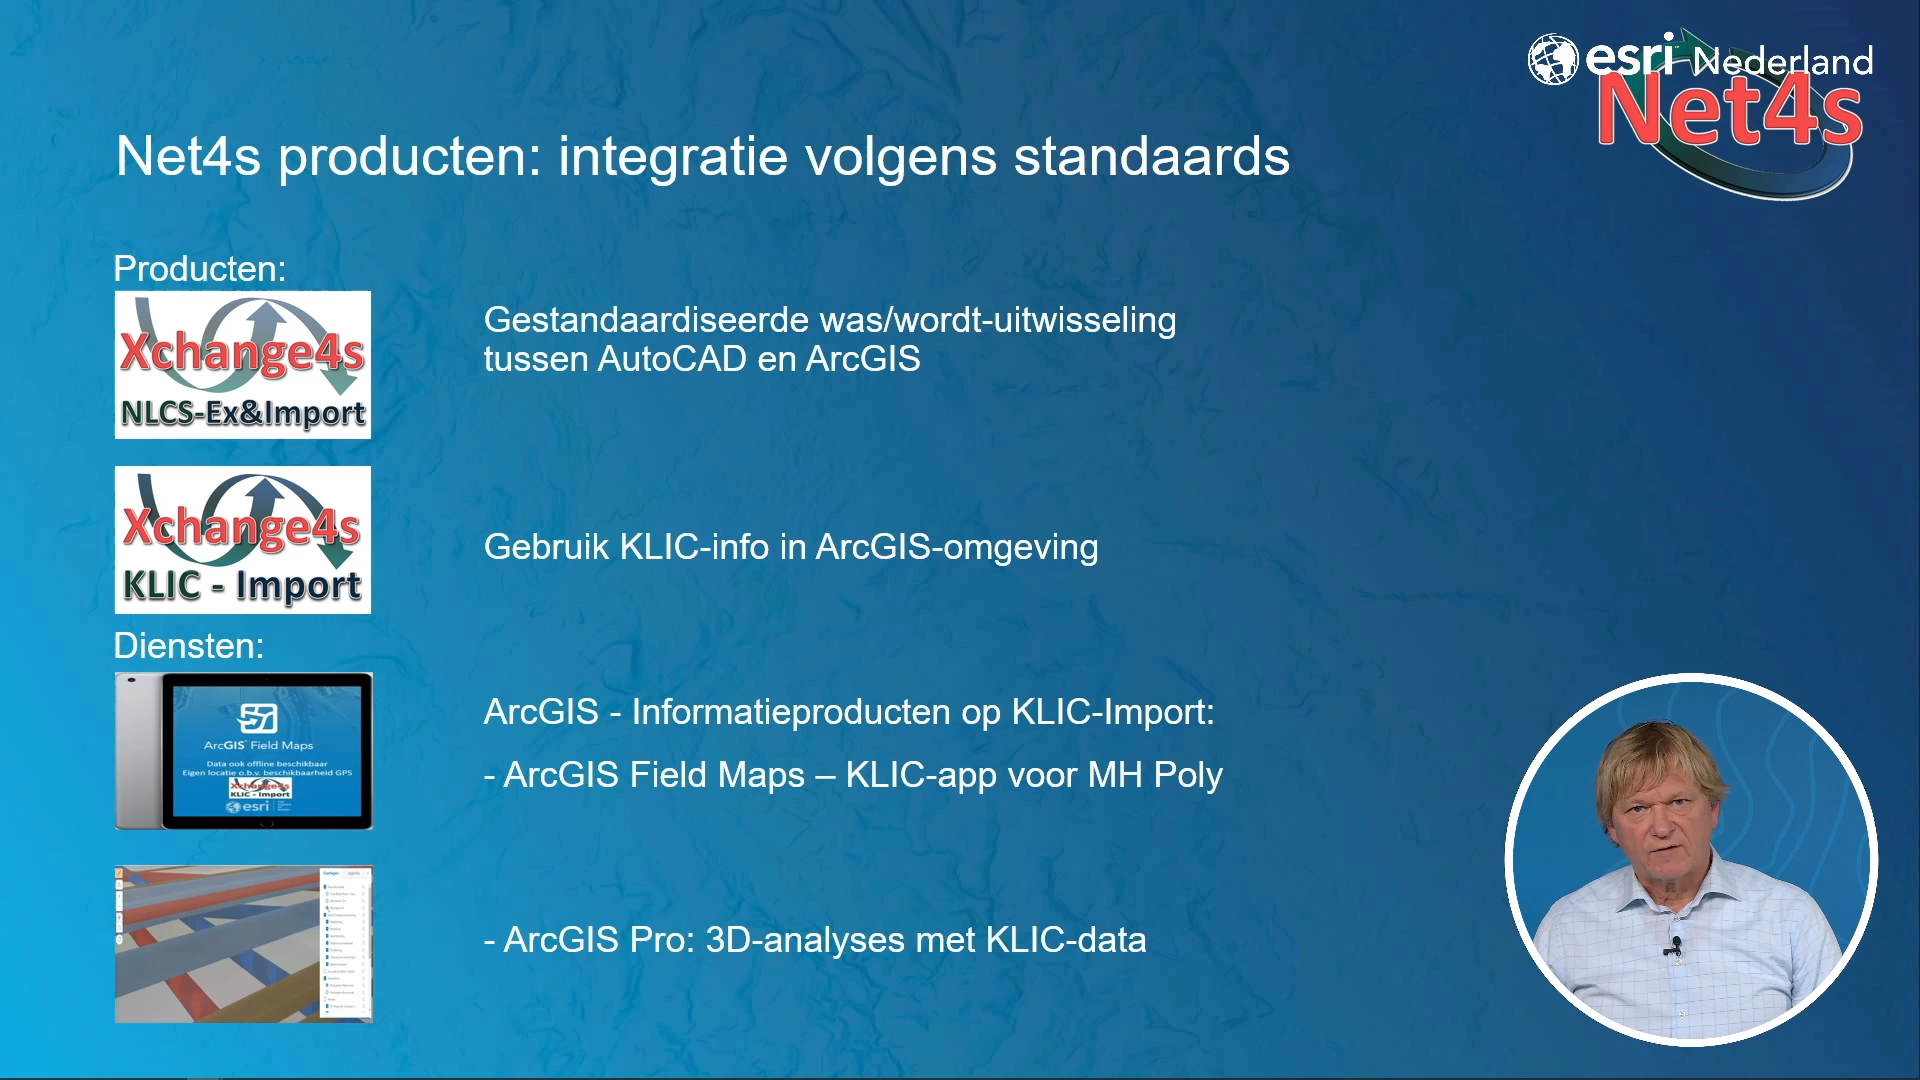 esri Nederland
Net4s
Net4s producten: integratie volgens standaards
Producten:
Xchange4s
NLCS-Ex&Import
Gestandaardiseerde was/wordt-uitwisseling
tussen AutoCAD en ArcGIS
Xchange4s
KLIC - Import
Gebruik KLIC-info in ArcGIS-omgeving
Diensten:
ArcGIS Field Maps
Data ook offline beschikbaar
Eigen locatie o.b.v. beschikbaarheid GPS
Xchange4s
KLIC - Import
esri
ArcGIS - Informatieproducten op KLIC-Import:
- ArcGIS Field Maps – KLIC-app voor MH Poly
- ArcGIS Pro: 3D-analyses met KLIC-data